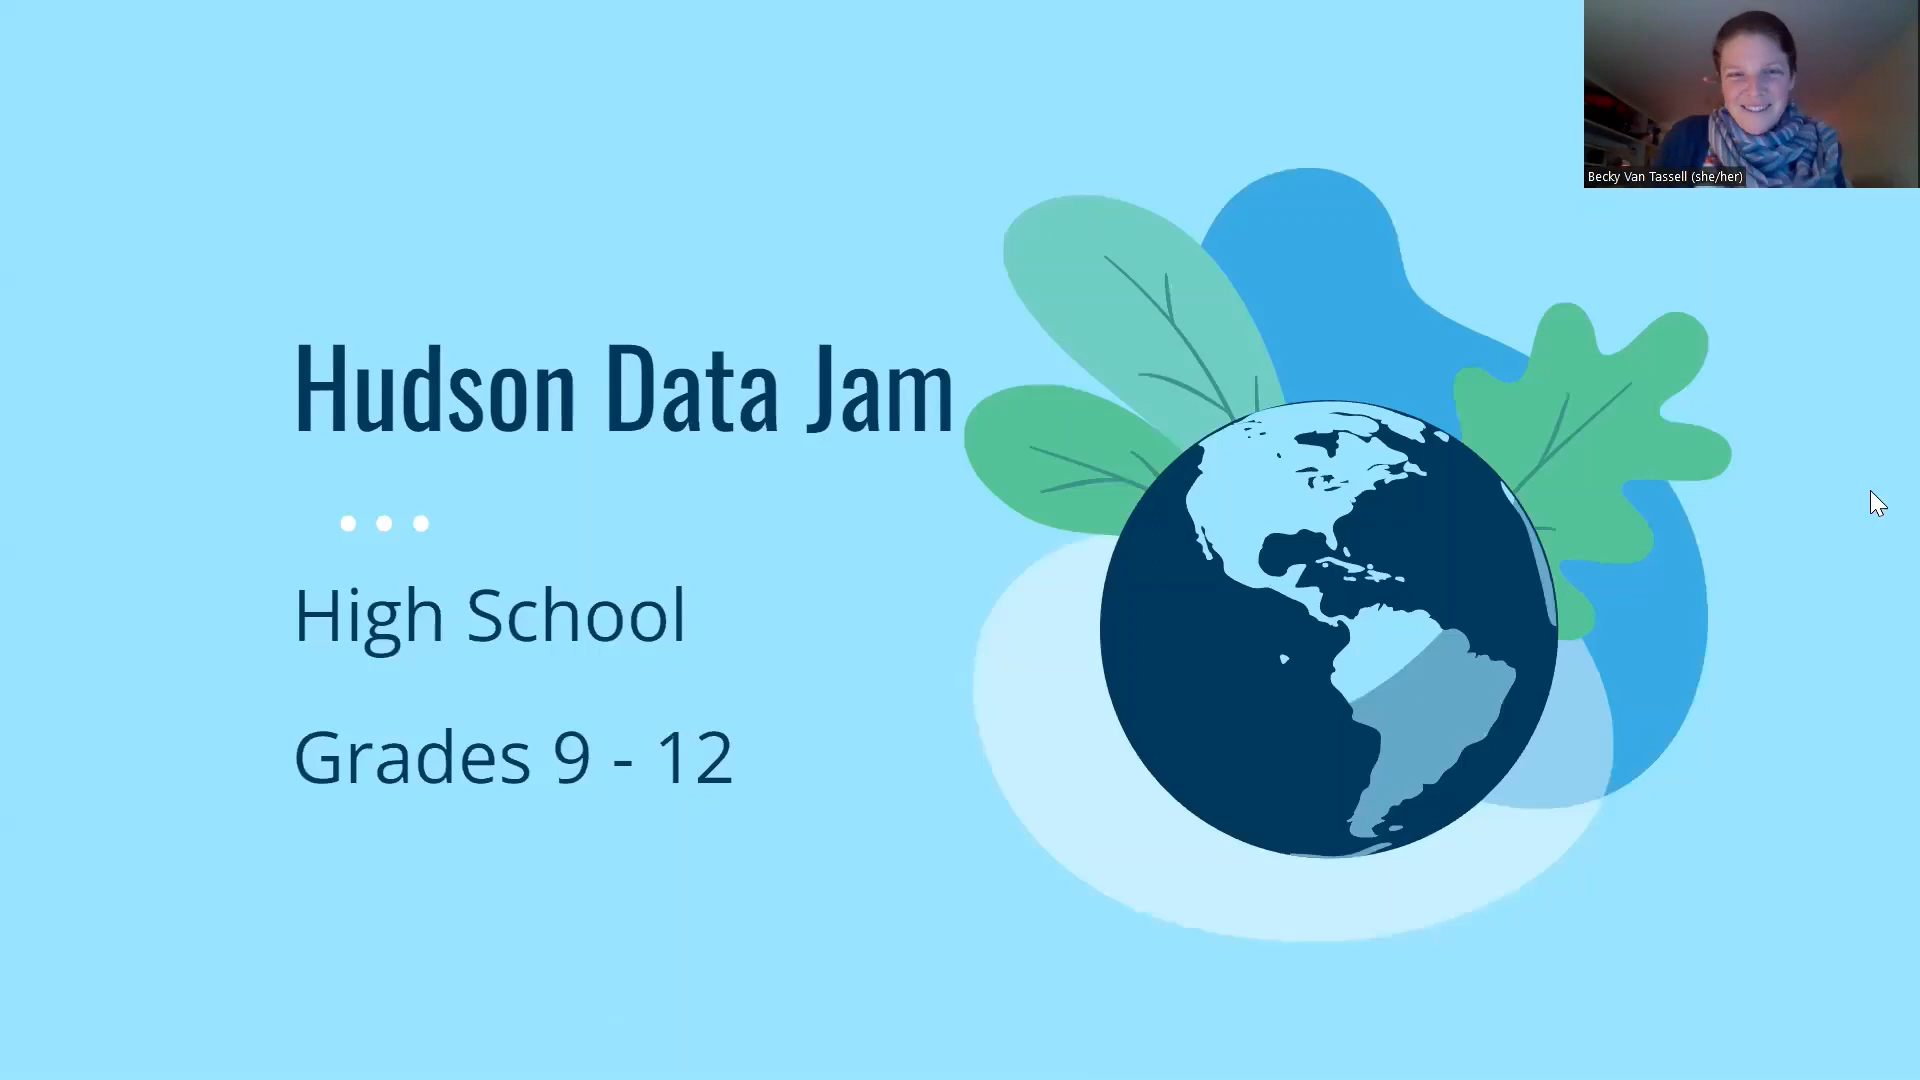 Becky Van Tassell (she/her)
Hudson Data Jam
High School
Grades 9 - 12